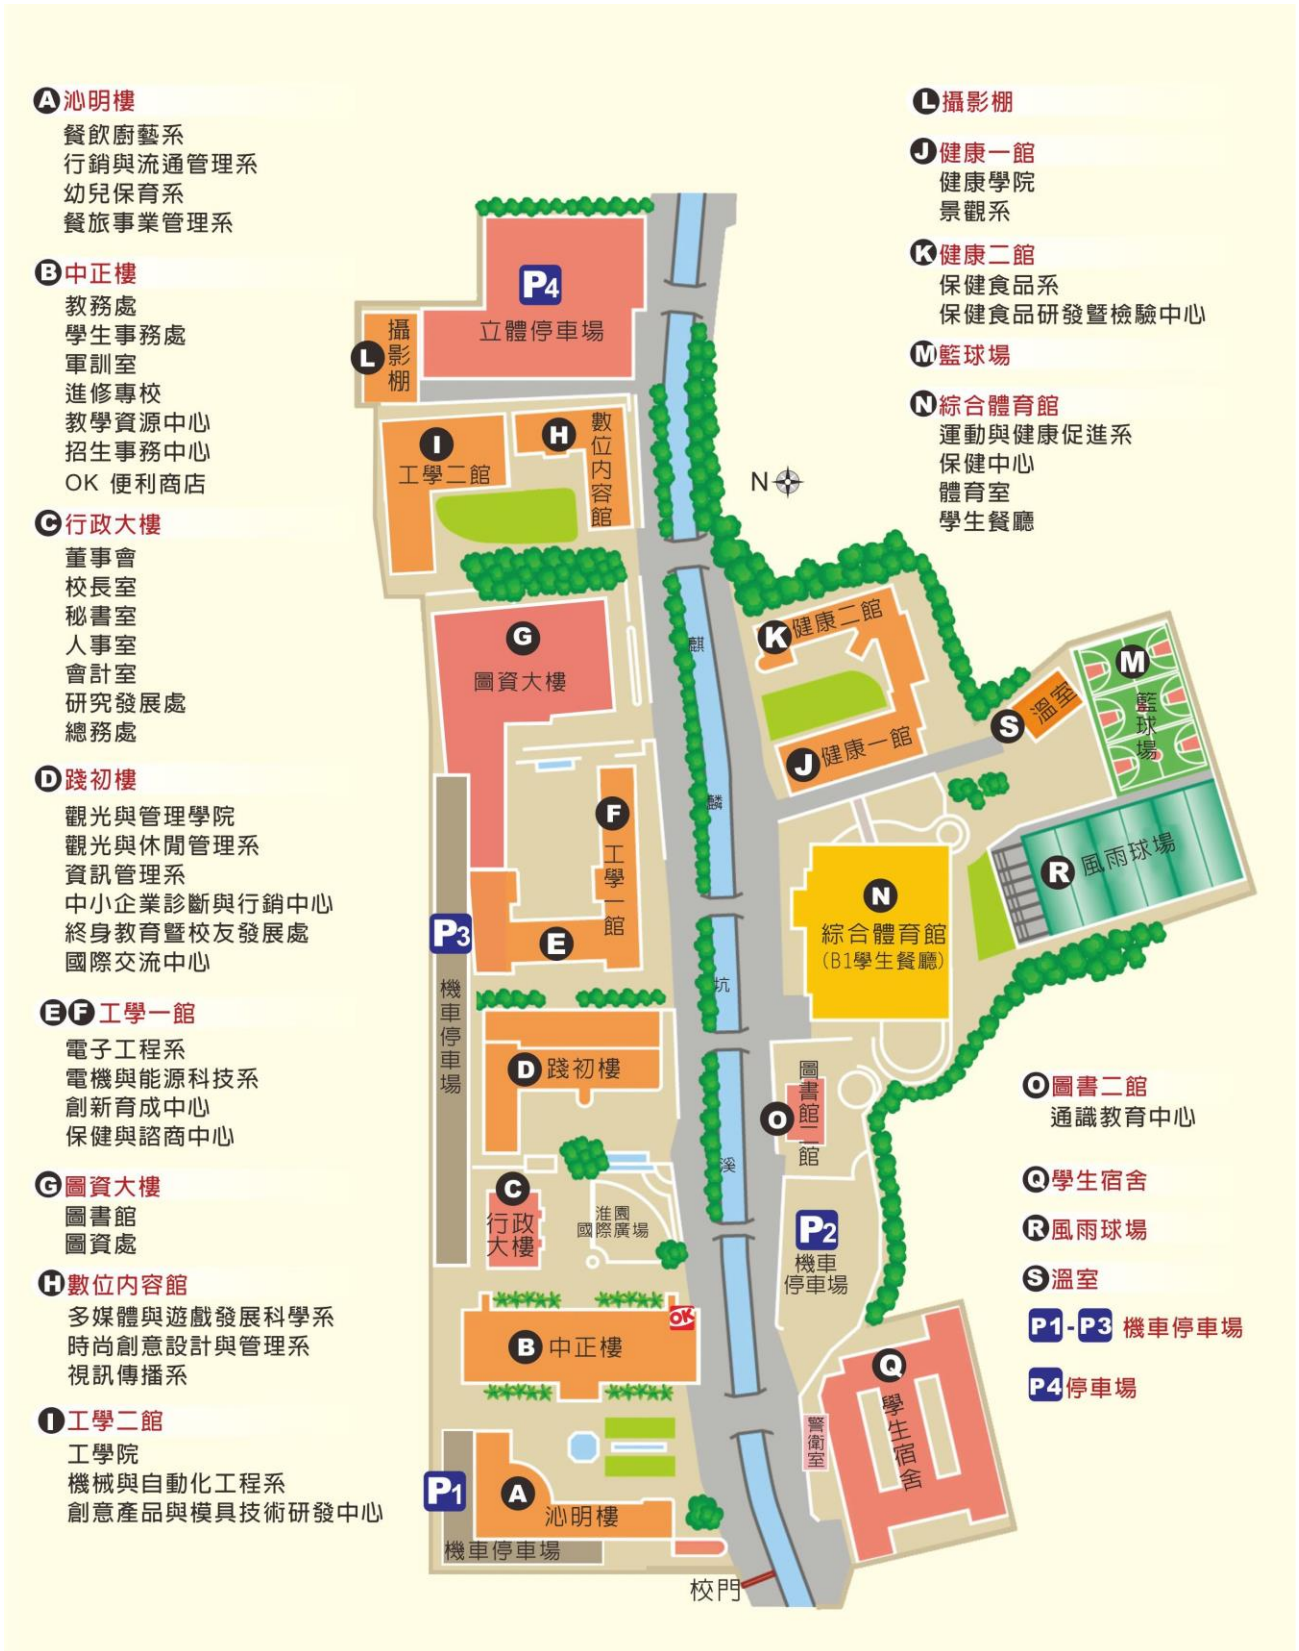 A 沁明樓
餐飲廚藝系
行銷與流通管理系
幼兒保育系
餐旅事業管理系
B 中正樓
教務處
學生事務處
軍訓室
進修專校
教學資源中心
招生事務中心
OK 便利商店
C 行政大樓
董事會
校長室
秘書室
人事室
會計室
研究發展處
總務處
D 踐初樓
觀光與管理學院
觀光與休閒管理系
資訊管理系
中小企業診斷與行銷中心
終身教育暨校友發展處
國際交流中心
E F 工學一館
電子工程系
電機與能源科技系
創新育成中心
保健與諮商中心
G 圖資大樓
圖書館
圖資處
H 數位內容館
多媒體與遊戲發展科學系
時尚創意設計與管理系
視訊傳播系
I 工學二館
工學院
機械與自動化工程系
創意產品與模具技術研發中心
L 攝影棚
J 健康一館
健康學院
景觀系
K 健康二館
保健食品系
保健食品研發暨檢驗中心
M 籃球場
N 綜合體育館
運動與健康促進系
保健中心
體育室
學生餐廳
O 圖書二館
通識教育中心
Q 學生宿舍
R 風雨球場
S 溫室
P1-P3 機車停車場
P4 停車場
P4
立體停車場
L 攝影棚
I
工學二館
H 數位內容館
N
G
圖資大樓
K 健康二館
J 健康一館
S 溫室
M
籃球場
R 風雨球場
F
工學一館
E
N
綜合體育館
(B1學生餐廳)
P3
機車停車場
D 踐初樓
O 圖書館二館
麒
麟
坑
溪
C
行政
大樓
淮園
國際廣場
P2
機車
停車場
OK
B 中正樓
Q
學生宿舍
警衛室
P1
A
沁明樓
機車停車場
校門